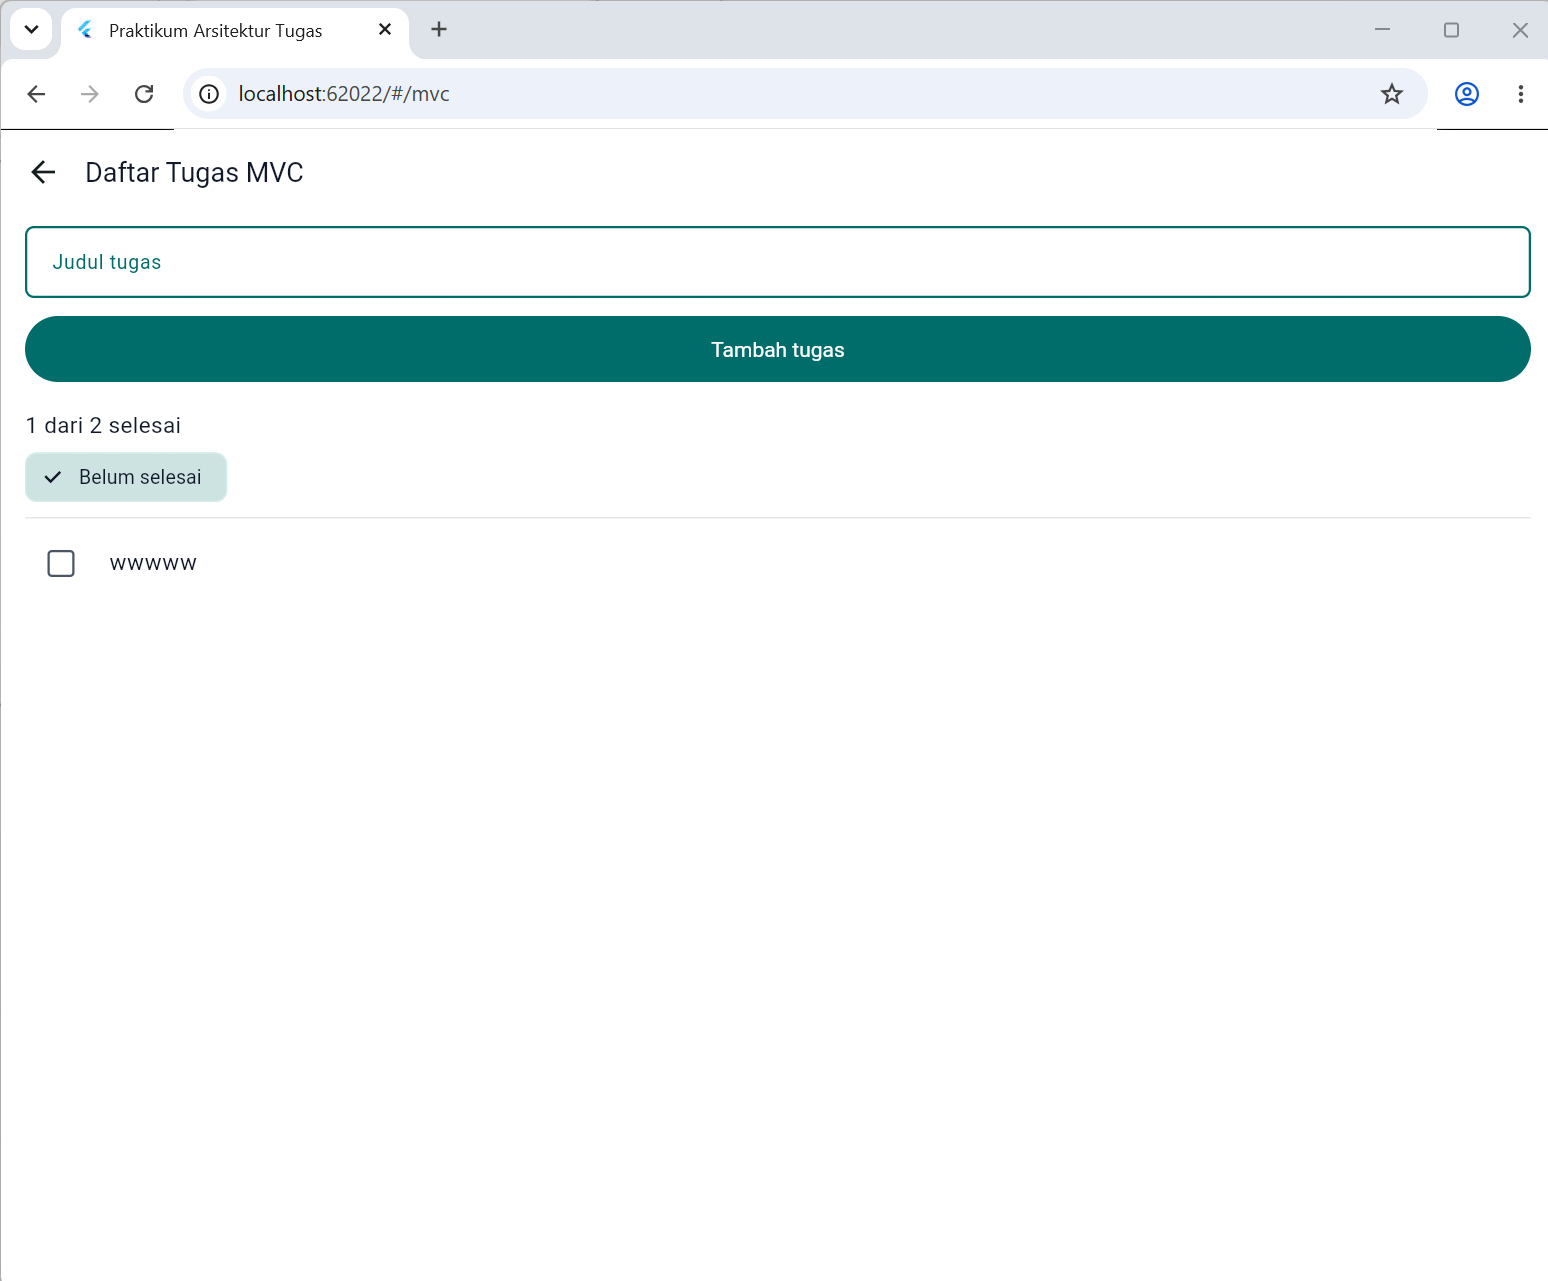 Praktikum Arsitektur Tugas
localhost:62022/#/mvc
Daftar Tugas MVC
Judul tugas
Tambah tugas
1 dari 2 selesai
Belum selesai
wwwww